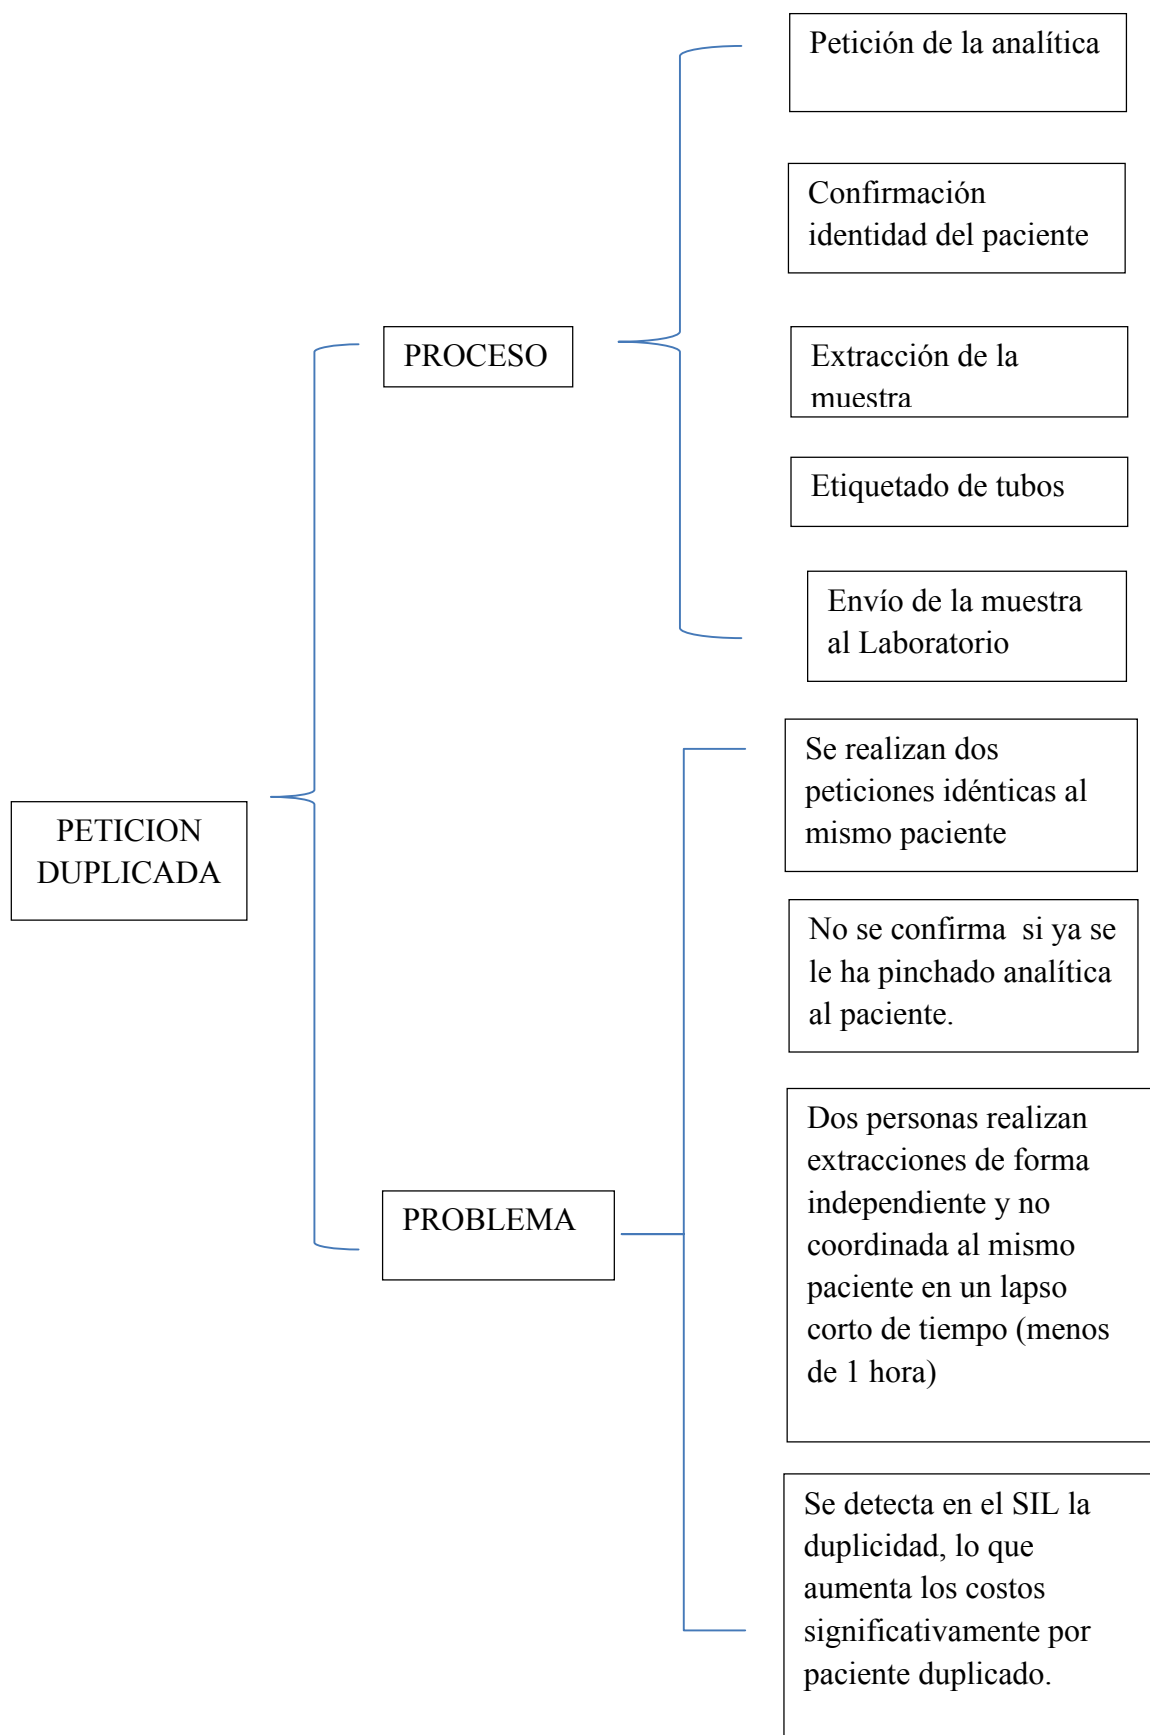 Petición de la analítica
Confirmación
identidad del paciente
PROCESO
Extracción de la
muestra
Etiquetado de tubos
Envío de la muestra
al Laboratorio
PETICION
DUPLICADA
Se realizan dos
peticiones idénticas al
mismo paciente
No se confirma  si ya se
le ha pinchado analítica
al paciente.
PROBLEMA
Dos personas realizan
extracciones de forma
independiente y no
coordinada al mismo
paciente en un lapso
corto de tiempo (menos
de 1 hora)
Se detecta en el SIL la
duplicidad, lo que
aumenta los costos
significativamente por
paciente duplicado.